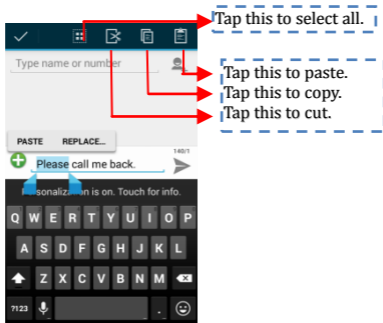 Tap this to select all.
Type name or number
Tap this to paste.
Tap this to copy.
Tap this to cut.
PASTE REPLACE...
140/1
Please call me back.
is on. Touch for info.
Q W E R T Y U I O P
A S D F G H J K L
Z X C V B N M
?123 .